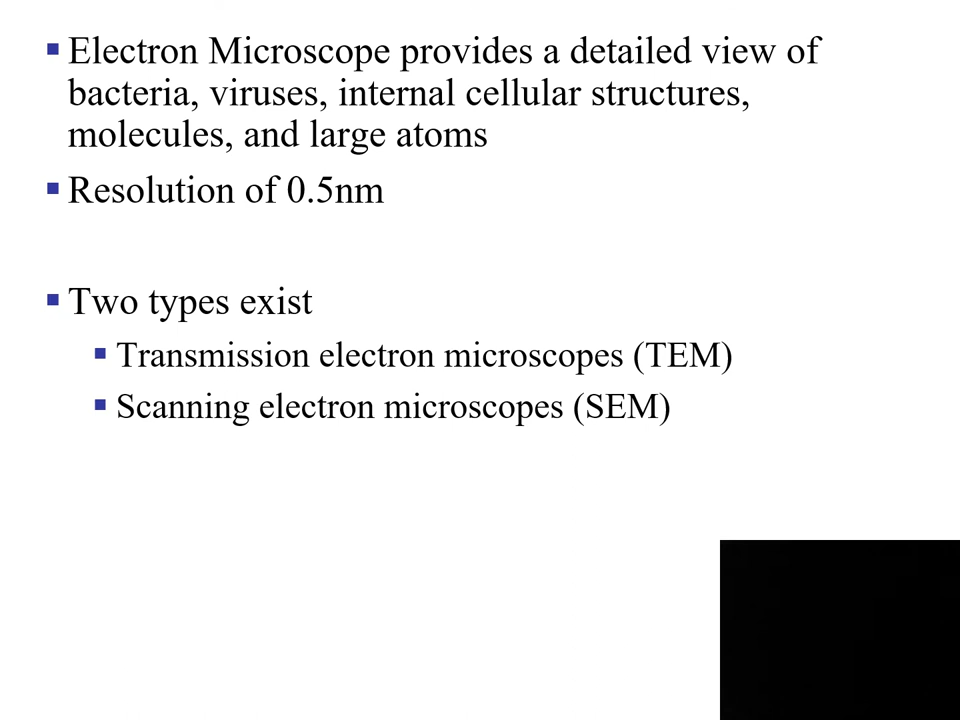 ▪ Electron Microscope provides a detailed view of
bacteria, viruses, internal cellular structures,
molecules, and large atoms
▪ Resolution of 0.5nm
▪ Two types exist
▪ Transmission electron microscopes (TEM)
▪ Scanning electron microscopes (SEM)